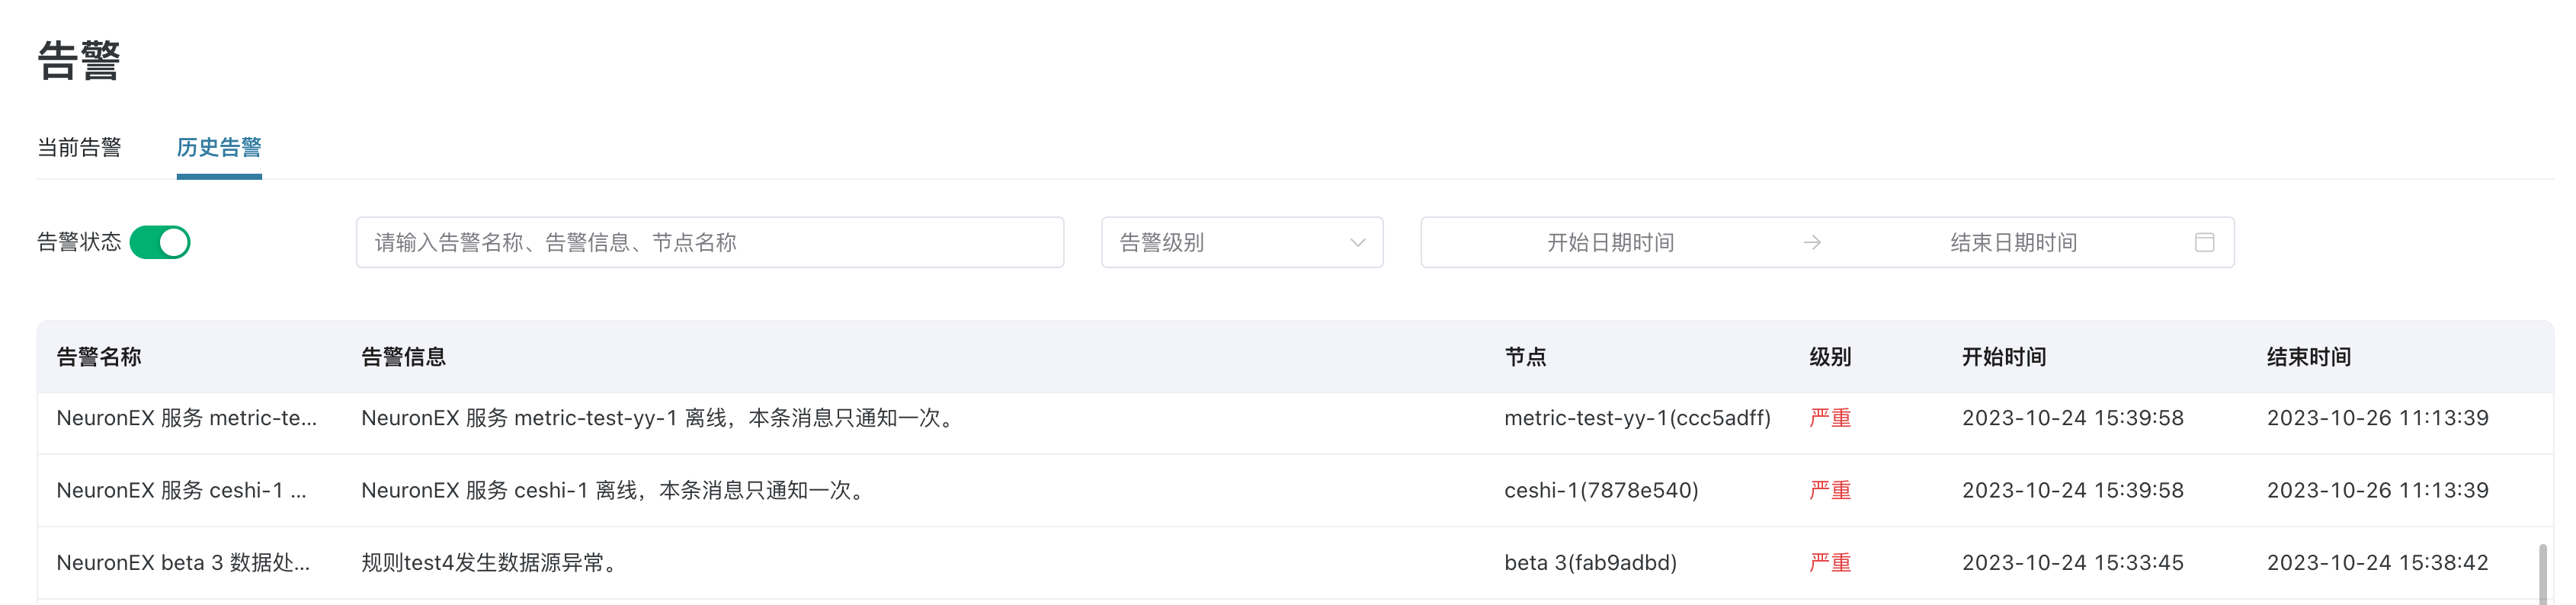 告警
当前告警 历史告警
告警状态 请输入告警名称、告警信息、节点名称 告警级别 开始日期时间 → 结束日期时间
告警名称 告警信息 节点 级别 开始时间 结束时间
NeuronEX 服务 metric-te... NeuronEX 服务 metric-test-yy-1 离线，本条消息只通知一次。 metric-test-yy-1(ccc5adff) 严重 2023-10-24 15:39:58 2023-10-26 11:13:39
NeuronEX 服务 ceshi-1 ... NeuronEX 服务 ceshi-1 离线，本条消息只通知一次。 ceshi-1(7878e540) 严重 2023-10-24 15:39:58 2023-10-26 11:13:39
NeuronEX beta 3 数据处... 规则test4发生数据源异常。 beta 3(fab9adbd) 严重 2023-10-24 15:33:45 2023-10-24 15:38:42